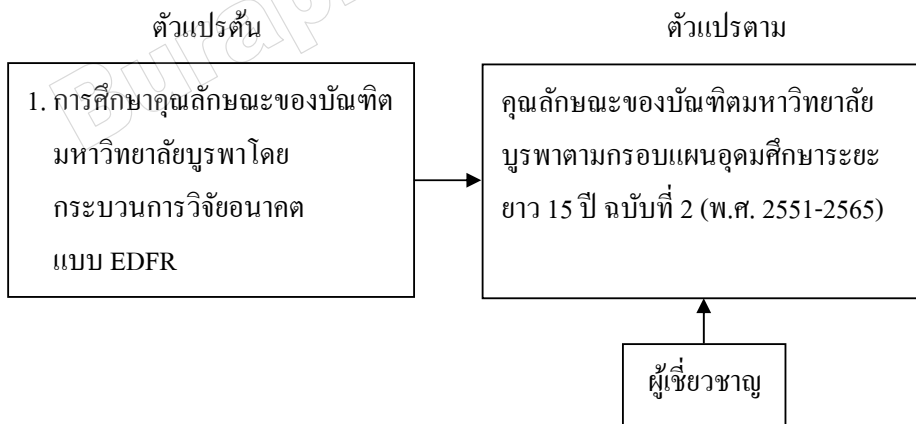 Burap
ตัวแปรต้น
ตัวแปรตาม
1. การศึกษาคุณลักษณะของบัณฑิต
มหาวิทยาลัยบูรพาโดย
กระบวนการวิจัยอนาคต
แบบ EDFR
คุณลักษณะของบัณฑิตมหาวิทยาลัย
บูรพาตามกรอบแผนอุดมศึกษาระยะ
ยาว 15 ปี ฉบับที่ 2 (พ.ศ. 2551-2565)
ผู้เชี่ยวชาญ